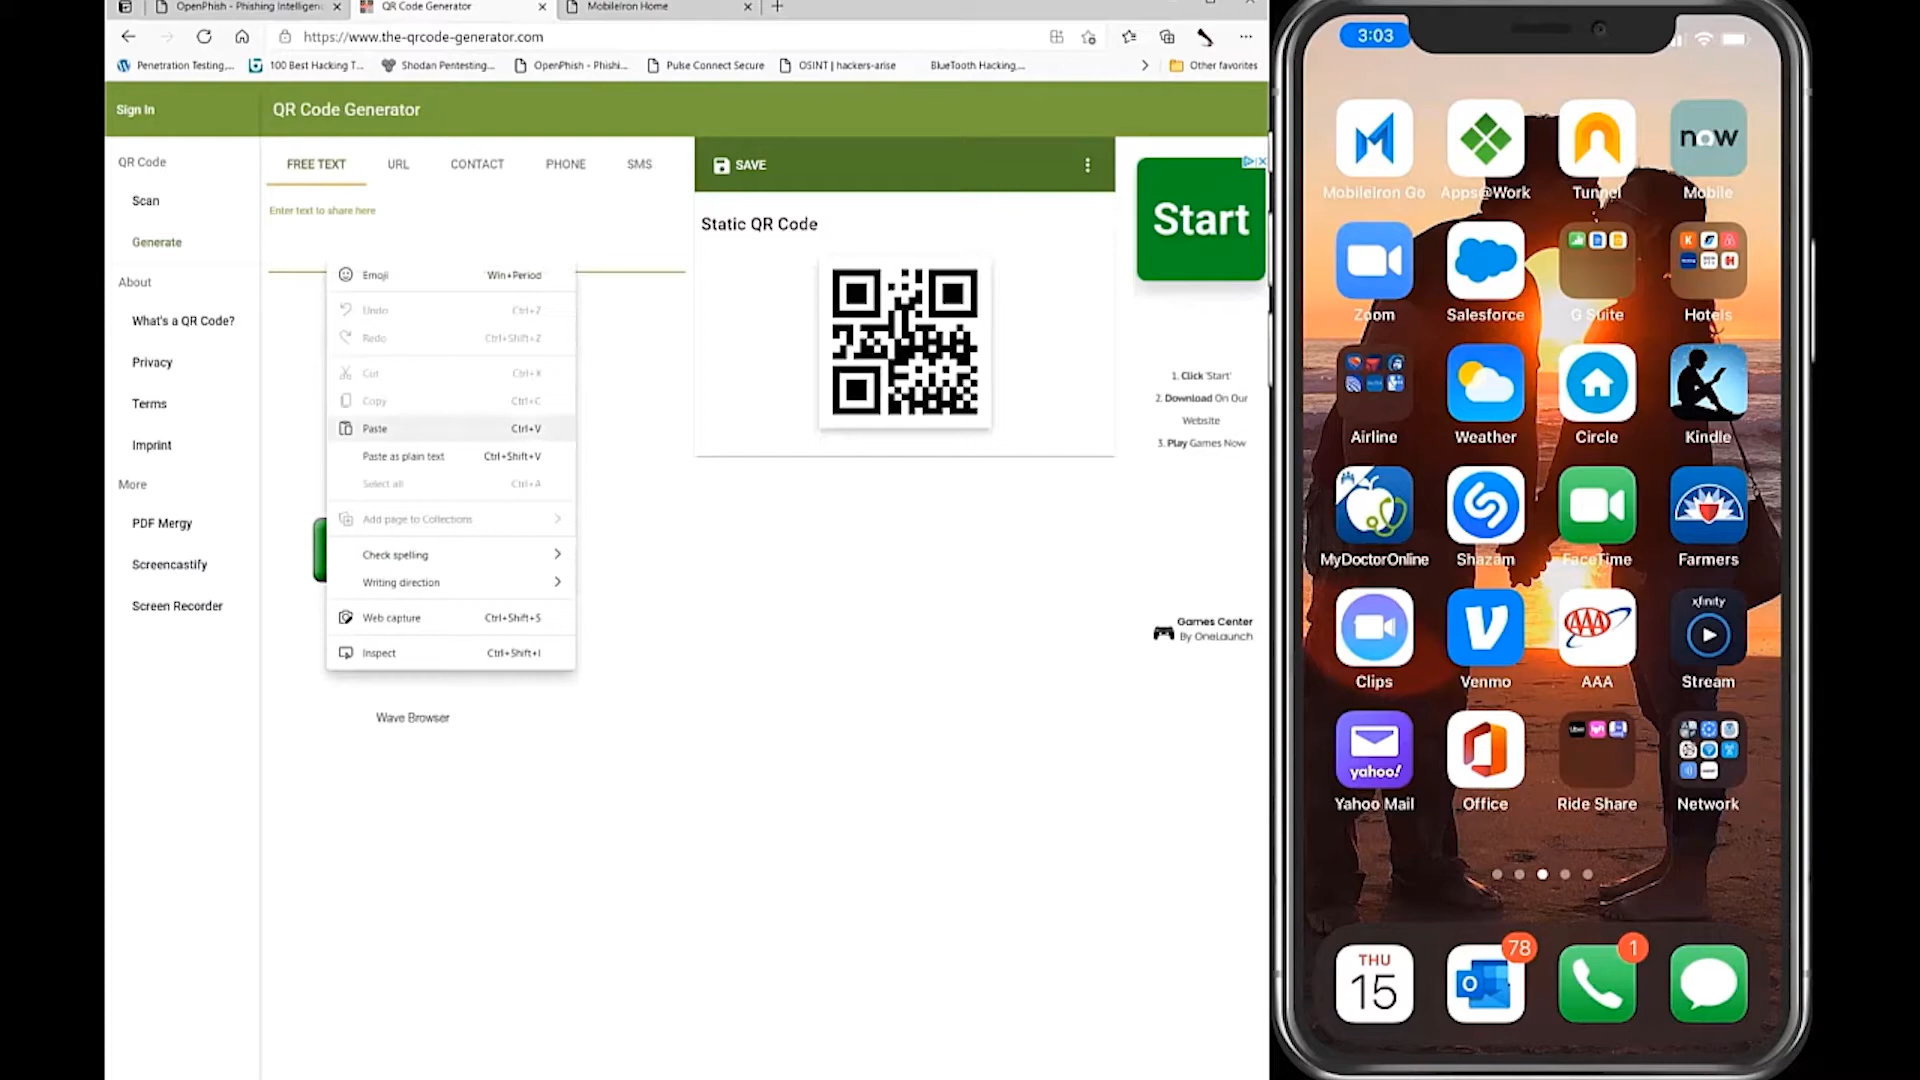 OpenPhish - Phishing Intelligenc
QR Code Generator
MobileIron Home
https://www.the-qrcode-generator.com
Penetration Testing,...
100 Best Hacking T...
Shodan Pentesting...
OpenPhish - Phishi...
Pulse Connect Secure
OSINT | hackers-arise
BlueTooth Hacking,...
Other favorites
Sign In
QR Code Generator
QR Code
Scan
Generate
About
What's a QR Code?
Privacy
Terms
Imprint
More
PDF Mergy
Screencastify
Screen Recorder
FREE TEXT
URL
CONTACT
PHONE
SMS
Enter text to share here
Emoji Win+Period
Undo Ctrl+Z
Redo Ctrl+Shift+Z
Cut Ctrl+X
Copy Ctrl+C
Paste Ctrl+V
Paste as plain text Ctrl+Shift+V
Select all Ctrl+A
Add page to Collections
Check spelling
Writing direction
Web capture Ctrl+Shift+S
Inspect Ctrl+Shift+I
Wave Browser
SAVE
Static QR Code
Start
1. Click 'Start'
2. Download On Our
Website
3. Play Games Now
Games Center
By OneLaunch
3:03
now
MobileIron Go
Apps@Work
Tunnel
Mobile
Zoom
Salesforce
G Suite
Hotels
Airline
Weather
Circle
Kindle
MyDoctorOnline
Shazam
FaceTime
Farmers
AAA
xfinity
Clips
Venmo
AAA
Stream
yahoo!
Yahoo Mail
Office
Ride Share
Network
THU
15
78
1